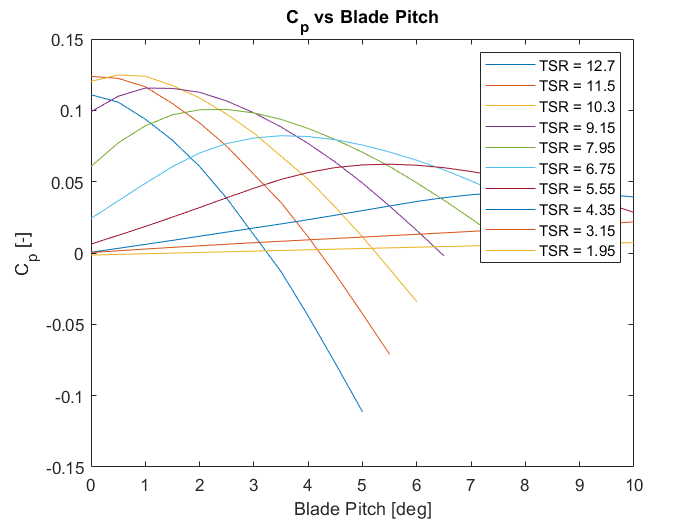 C_p vs Blade Pitch
0.15
0.1
0.05
0
-0.05
-0.1
-0.15
C_p [-]
TSR = 12.7
TSR = 11.5
TSR = 10.3
TSR = 9.15
TSR = 7.95
TSR = 6.75
TSR = 5.55
TSR = 4.35
TSR = 3.15
TSR = 1.95
0 1 2 3 4 5 6 7 8 9 10
Blade Pitch [deg]